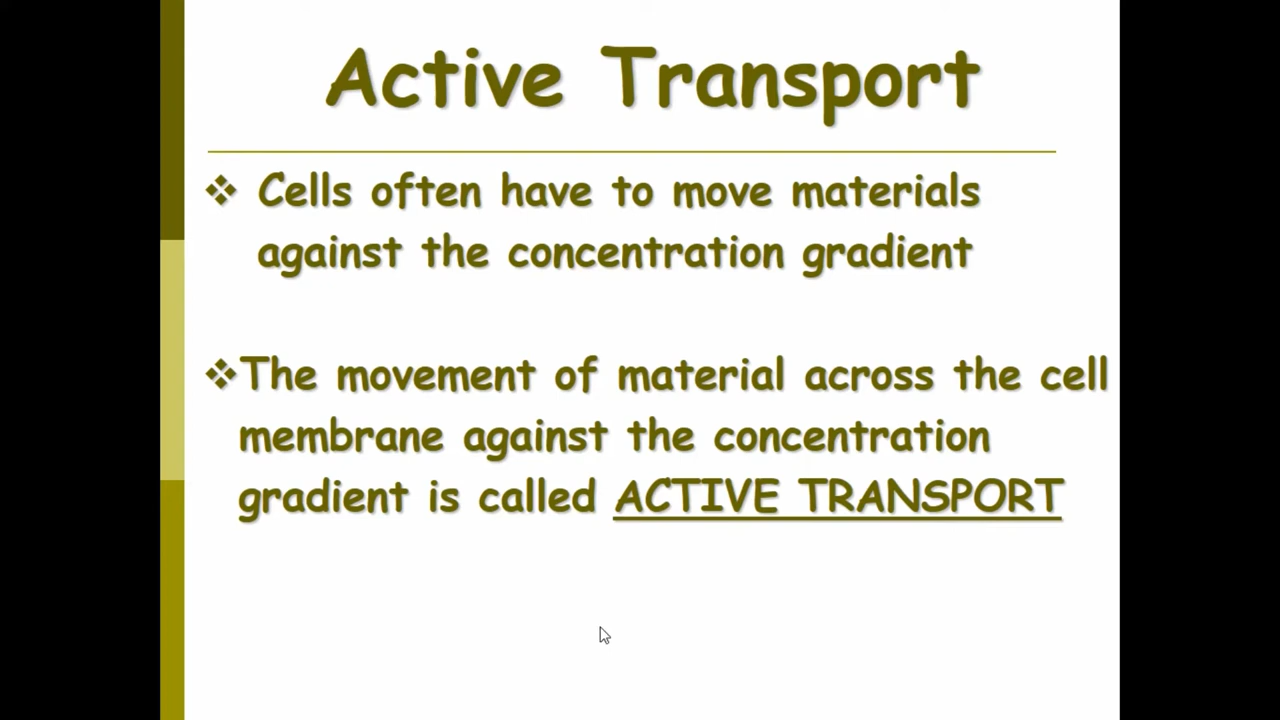 Active Transport
❖ Cells often have to move materials
against the concentration gradient
❖The movement of material across the cell
membrane against the concentration
gradient is called ACTIVE TRANSPORT